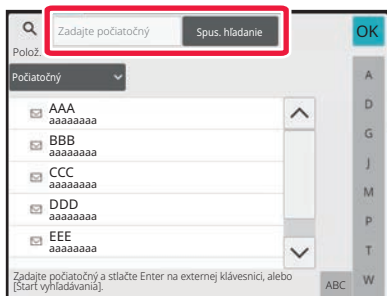 Zadajte počiatočný
Spus. hľadanie
OK
Polož.
Počiatočný
AAA
aaaaaaaa
BBB
aaaaaaaa
CCC
aaaaaaaa
DDD
aaaaaaaa
EEE
aaaaaaaa
A
D
G
J
M
P
T
W
Zadajte počiatočný a stlačte Enter na externej klávesnici, alebo
[Štart vyhľadávania].
ABC